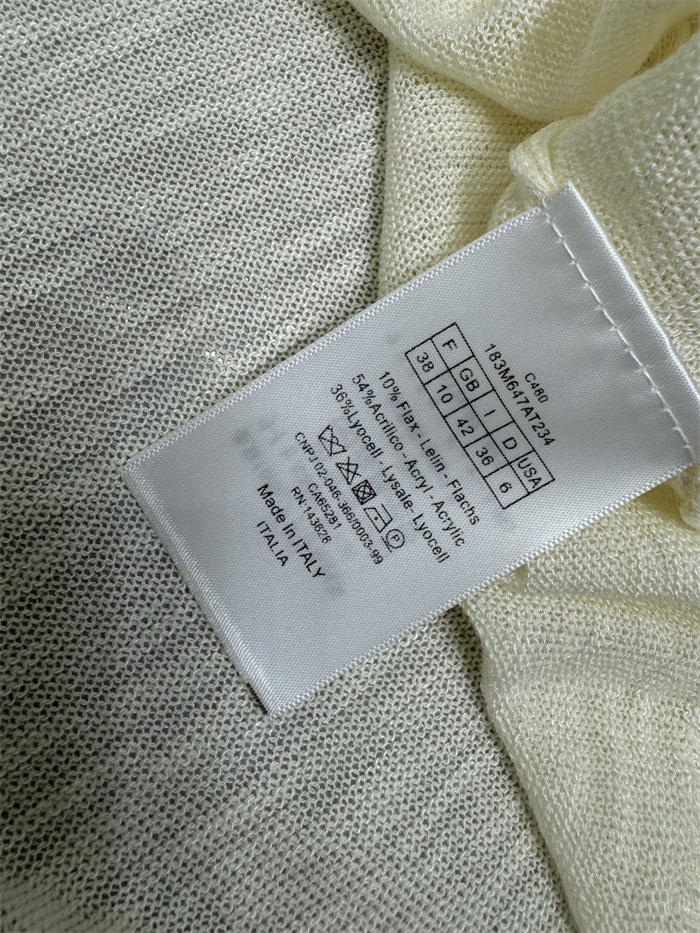 C480
183M647AT234
F GB I D USA
38 10 42 36 6
10% Flax - Lelin - Flachs
54%Acrilico - Acryl - Acrylic
36%Lyocell - Lysale- Lyocell
CNPJ 02-046-366/0003-99
CA65281
RN-143628
Made In ITALY
ITALIA